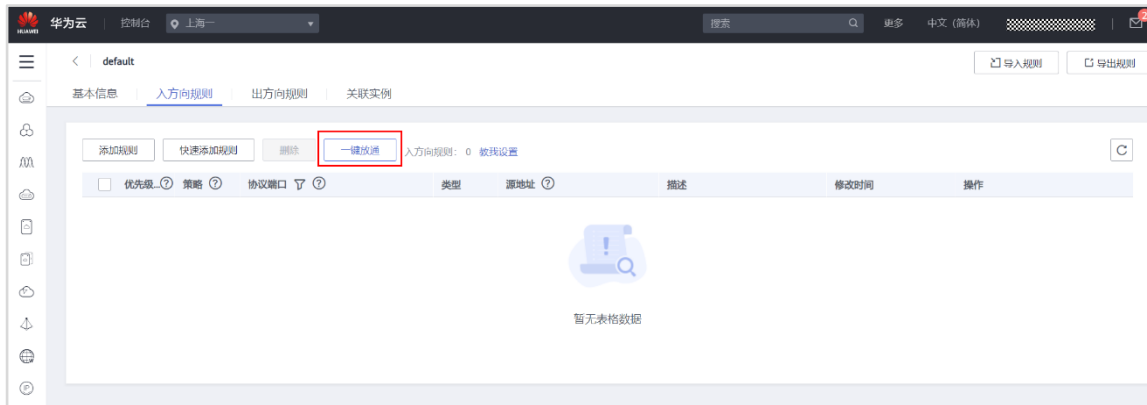 HUAWEI 华为云 控制台 上海一 搜索 更多 中文 (简体) 2
default 导入规则 导出规则
基本信息 入方向规则 出方向规则 关联实例
添加规则 快速添加规则 删除 一键放通 入方向规则: 0 教我设置
优先级... 策略 协议端口 类型 源地址 描述 修改时间 操作
暂无表格数据